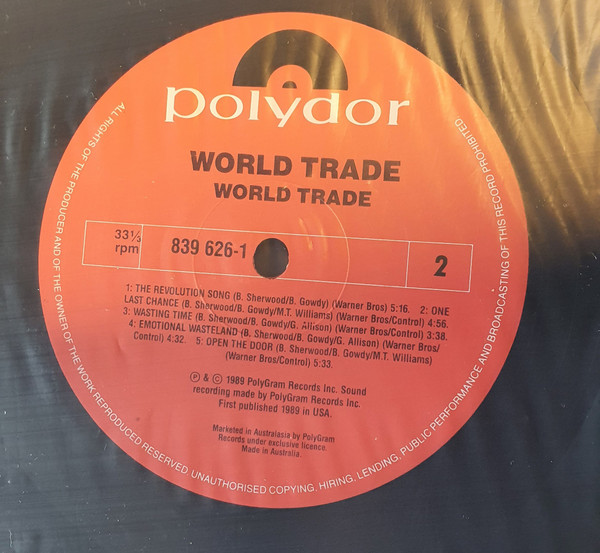 polydor
WORLD TRADE
WORLD TRADE
33⅓
rpm
839 626-1
2
1: THE REVOLUTION SONG (B. Sherwood/B. Gowdy) (Warner Bros) 5:16. 2: ONE
LAST CHANCE (B. Sherwood/B. Gowdy/M.T. Williams) (Warner Bros/Control) 4:56.
3: WASTING TIME (B. Sherwood/B. Gowdy/G. Allison) (Warner Bros/Control) 3:38.
4: EMOTIONAL WASTELAND (B. Sherwood/B. Gowdy/G. Allison) (Warner Bros/
Control) 4:32. 5: OPEN THE DOOR (B. Sherwood/B. Gowdy/M.T. Williams)
(Warner Bros/Control) 5:33.
℗ & © 1989 PolyGram Records Inc. Sound
recording made by PolyGram Records Inc.
First published 1989 in USA.
Marketed in Australasia by PolyGram
Records under exclusive licence.
Made in Australia.
ALL RIGHTS OF THE PRODUCER AND OF THE OWNER OF THE WORK REPRODUCED RESERVED. UNAUTHORISED COPYING, HIRING, LENDING, PUBLIC PERFORMANCE AND BROADCASTING OF THIS RECORD PROHIBITED